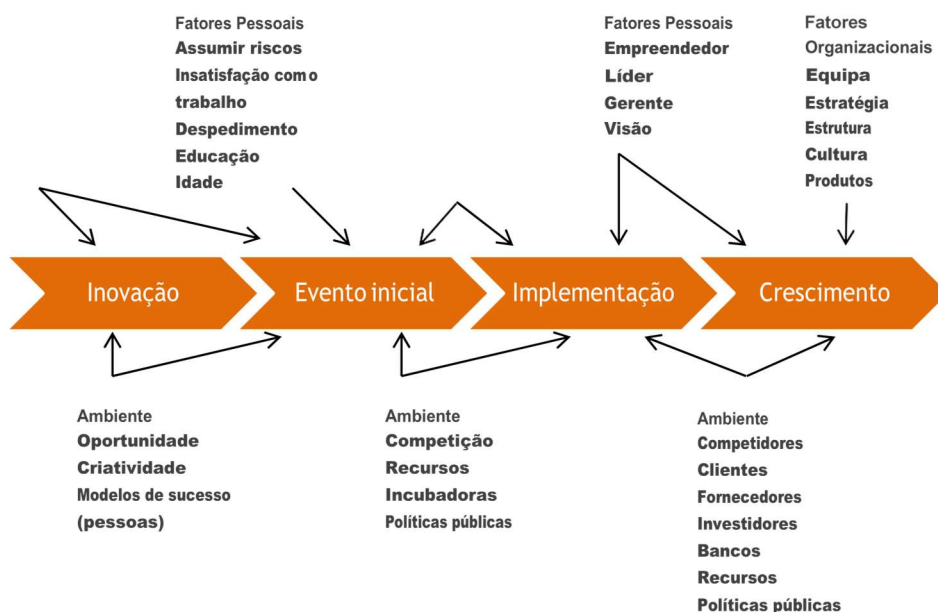 Fatores Pessoais
Assumir riscos
Insatisfação com o
trabalho
Despedimento
Educação
Idade
Fatores Pessoais
Empreendedor
Líder
Gerente
Visão
Fatores
Organizacionais
Equipa
Estratégia
Estrutura
Cultura
Produtos
Inovação
Evento inicial
Implementação
Crescimento
Ambiente
Oportunidade
Criatividade
Modelos de sucesso
(pessoas)
Ambiente
Competição
Recursos
Incubadoras
Políticas públicas
Ambiente
Competidores
Clientes
Fornecedores
Investidores
Bancos
Recursos
Políticas públicas